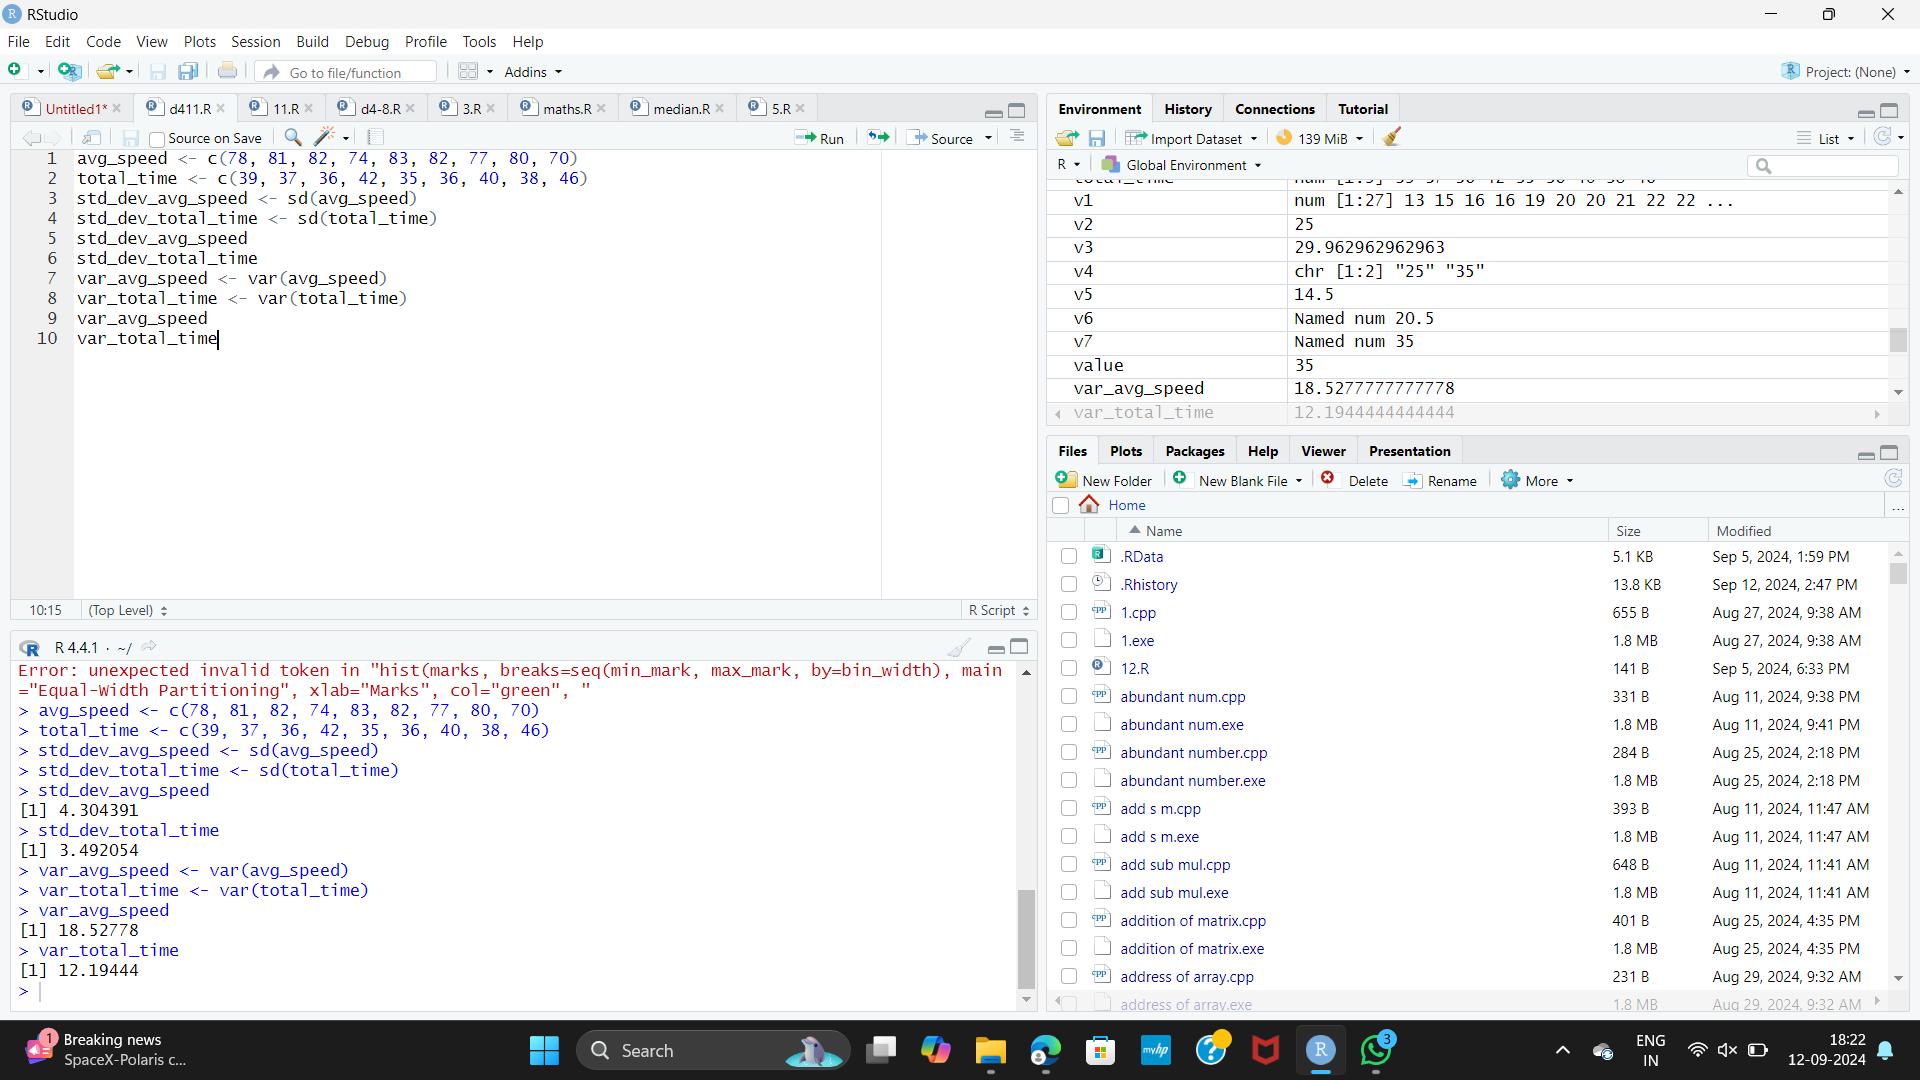 RStudio
File Edit Code View Plots Session Build Debug Profile Tools Help
Go to file/function Addins Project: (None)
Untitled1* d411.R 11.R d4-8.R 3.R maths.R median.R 5.R
Source on Save Run Source
1 avg_speed <- c(78, 81, 82, 74, 83, 82, 77, 80, 70)
2 total_time <- c(39, 37, 36, 42, 35, 36, 40, 38, 46)
3 std_dev_avg_speed <- sd(avg_speed)
4 std_dev_total_time <- sd(total_time)
5 std_dev_avg_speed
6 std_dev_total_time
7 var_avg_speed <- var(avg_speed)
8 var_total_time <- var(total_time)
9 var_avg_speed
10 var_total_time
10:15 (Top Level) R Script
R 4.4.1 · ~/
Error: unexpected invalid token in "hist(marks, breaks=seq(min_mark, max_mark, by=bin_width), main
="Equal-Width Partitioning", xlab="Marks", col="green", "
> avg_speed <- c(78, 81, 82, 74, 83, 82, 77, 80, 70)
> total_time <- c(39, 37, 36, 42, 35, 36, 40, 38, 46)
> std_dev_avg_speed <- sd(avg_speed)
> std_dev_total_time <- sd(total_time)
> std_dev_avg_speed
[1] 4.304391
> std_dev_total_time
[1] 3.492054
> var_avg_speed <- var(avg_speed)
> var_total_time <- var(total_time)
> var_avg_speed
[1] 18.52778
> var_total_time
[1] 12.19444
>
Environment History Connections Tutorial
Import Dataset 139 MiB List
R Global Environment
total_time num [1:9] 39 37 36 42 35 36 40 38 46
v1 num [1:27] 13 15 16 16 19 20 20 21 22 22 ...
v2 25
v3 29.962962962963
v4 chr [1:2] "25" "35"
v5 14.5
v6 Named num 20.5
v7 Named num 35
value 35
var_avg_speed 18.5277777777778
var_total_time 12.1944444444444
Files Plots Packages Help Viewer Presentation
New Folder New Blank File Delete Rename More
Home ...
Name Size Modified
.RData 5.1 KB Sep 5, 2024, 1:59 PM
.Rhistory 13.8 KB Sep 12, 2024, 2:47 PM
1.cpp 655 B Aug 27, 2024, 9:38 AM
1.exe 1.8 MB Aug 27, 2024, 9:38 AM
12.R 141 B Sep 5, 2024, 6:33 PM
abundant num.cpp 331 B Aug 11, 2024, 9:38 PM
abundant num.exe 1.8 MB Aug 11, 2024, 9:41 PM
abundant number.cpp 284 B Aug 25, 2024, 2:18 PM
abundant number.exe 1.8 MB Aug 25, 2024, 2:18 PM
add s m.cpp 393 B Aug 11, 2024, 11:47 AM
add s m.exe 1.8 MB Aug 11, 2024, 11:47 AM
add sub mul.cpp 648 B Aug 11, 2024, 11:41 AM
add sub mul.exe 1.8 MB Aug 11, 2024, 11:41 AM
addition of matrix.cpp 401 B Aug 25, 2024, 4:35 PM
addition of matrix.exe 1.8 MB Aug 25, 2024, 4:35 PM
address of array.cpp 231 B Aug 29, 2024, 9:32 AM
address of array.exe 1.8 MB Aug 29, 2024, 9:32 AM
1 Breaking news
SpaceX-Polaris c...
Search
myhp
3
ENG
IN
18:22
12-09-2024